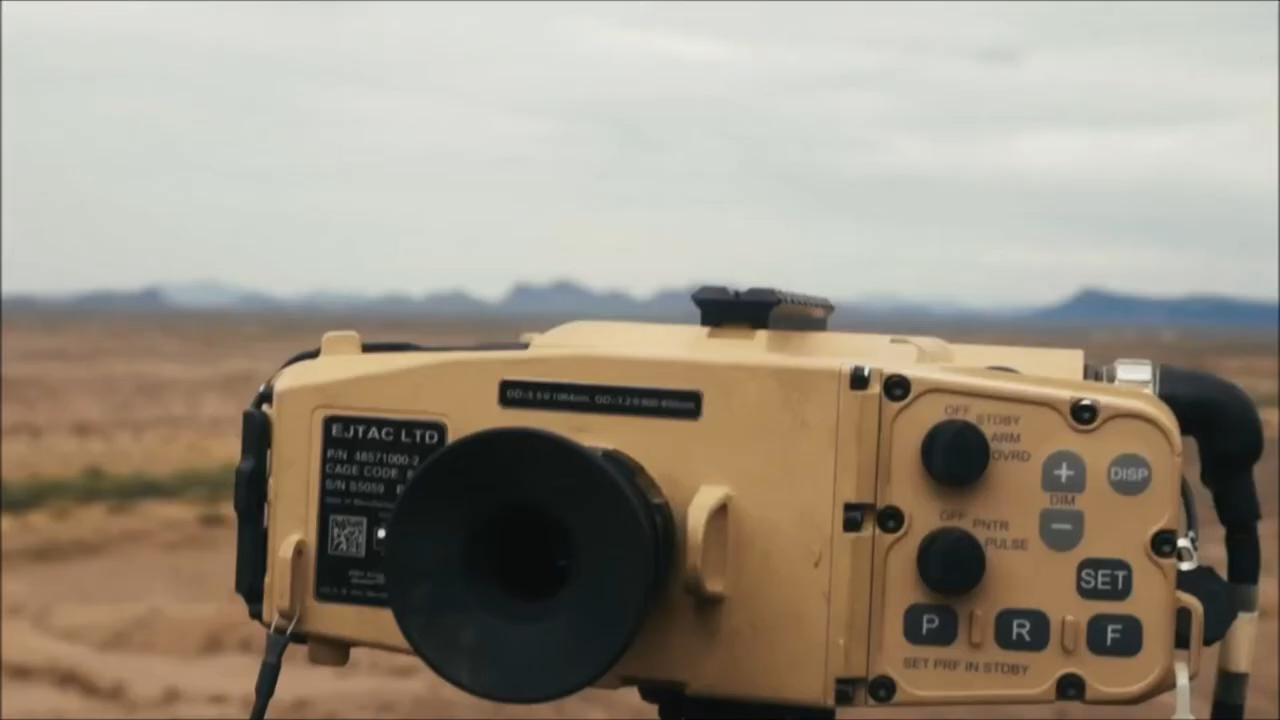 EJTAC LTD
P/N 48571000-2
CAGE CODE
S/N S5059
OFF
STDBY
ARM
OVRD
+
DISP
DIM
-
OFF
PNTR
PULSE
SET
P
R
F
SET PRF IN STDBY